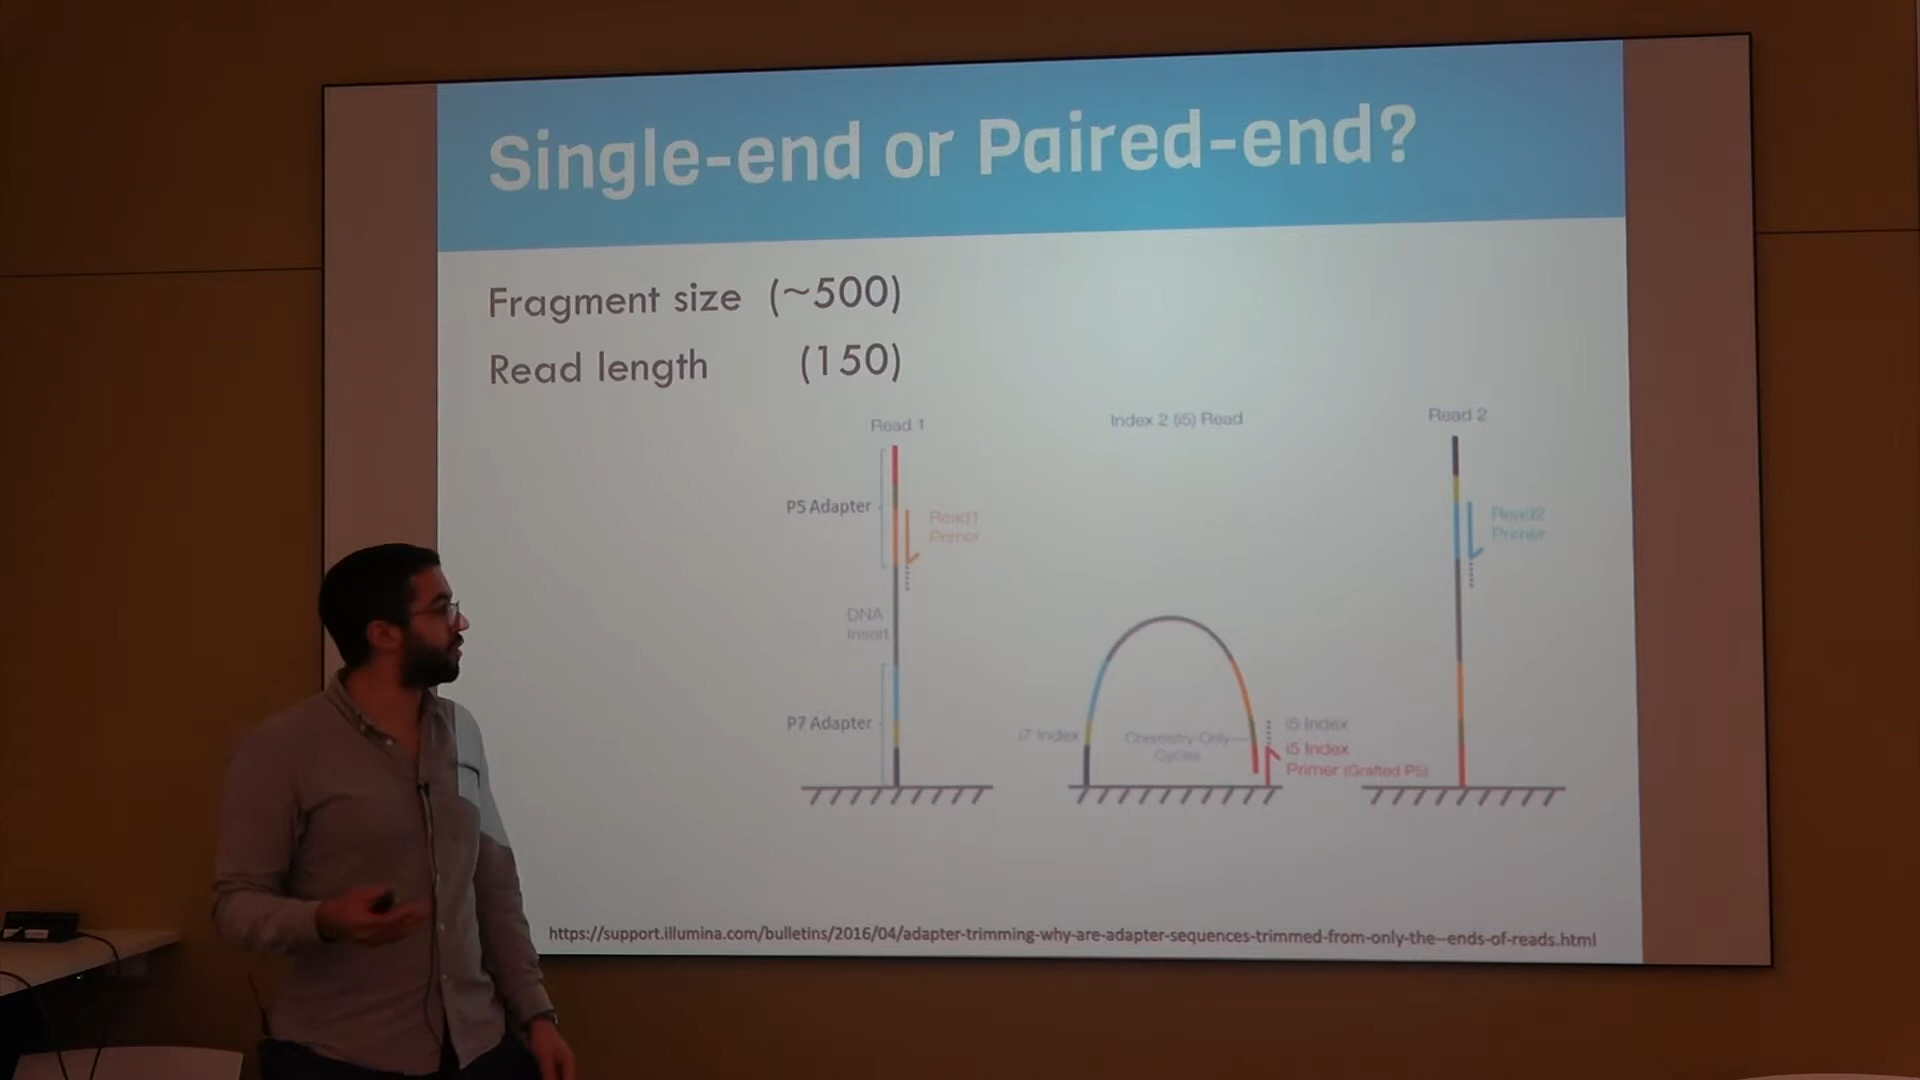 Single-end or Paired-end?
Fragment size (~500)
Read length (150)
Read 1
Index 2 (i5) Read
Read 2
P5 Adapter
Read1
Primer
Read2
Primer
DNA
Insert
P7 Adapter
i7 Index
Chemistry-Only
Cycles
i5 Index
i5 Index
Primer (Grafted P5)
https://support.illumina.com/bulletins/2016/04/adapter-trimming-why-are-adapter-sequences-trimmed-from-only-the--ends-of-reads.html